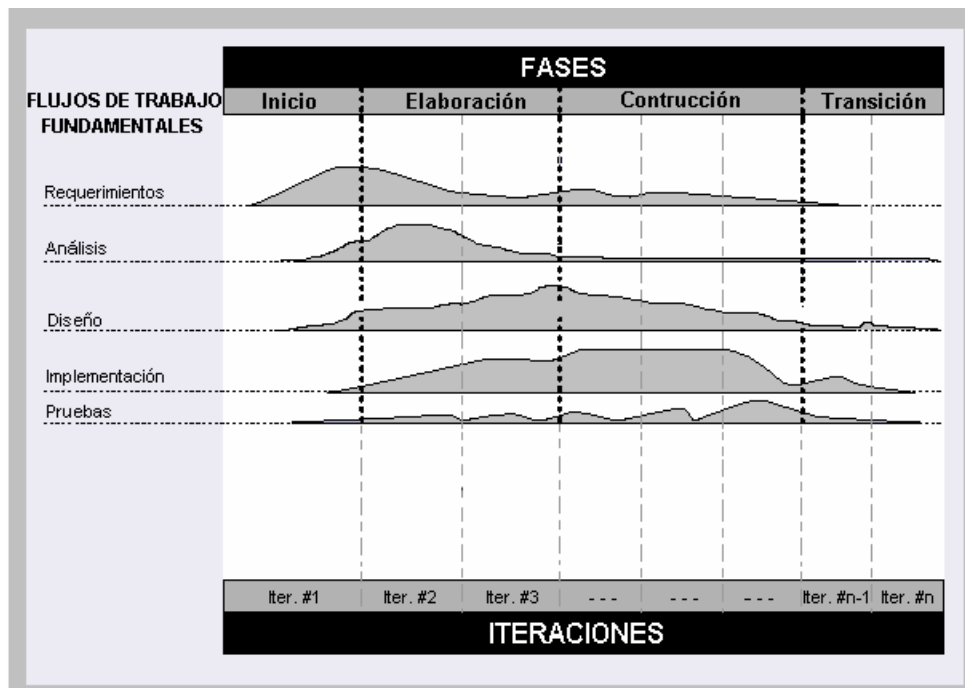 FASES
FLUJOS DE TRABAJO
FUNDAMENTALES
Inicio Elaboración Contrucción Transición
Requerimientos
Análisis
Diseño
Implementación
Pruebas
Iter. #1 Iter. #2 Iter. #3 - - - - - - - - - Iter. #n-1 Iter. #n
ITERACIONES